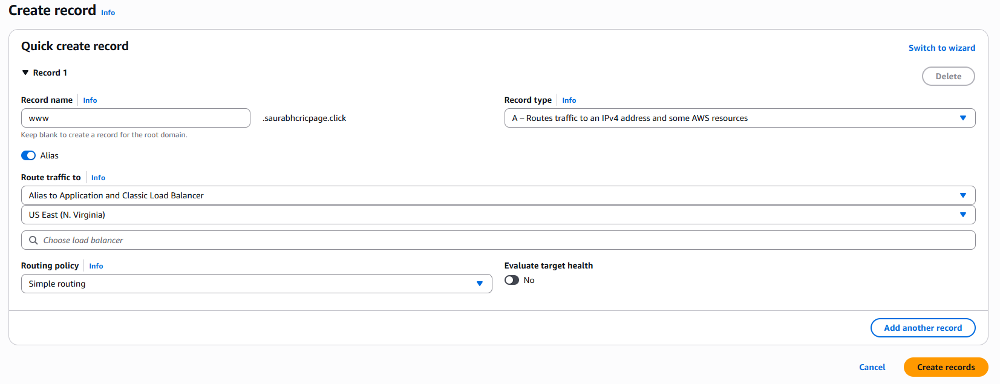 Create record Info
Quick create record
Switch to wizard
Record 1
Delete
Record name Info
Record type Info
www .saurabhcricpage.click
A – Routes traffic to an IPv4 address and some AWS resources
Keep blank to create a record for the root domain.
Alias
Route traffic to Info
Alias to Application and Classic Load Balancer
US East (N. Virginia)
Choose load balancer
Routing policy Info
Evaluate target health
Simple routing
No
Add another record
Cancel Create records